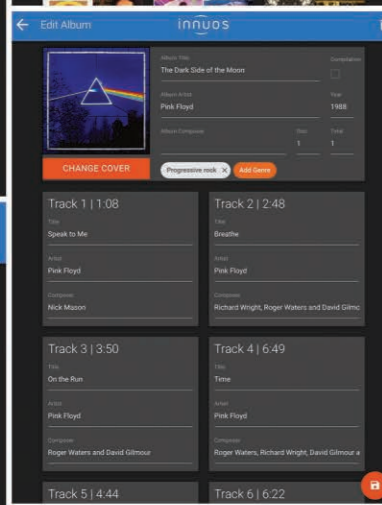 Edit Album
innuos
Album Title
The Dark Side of the Moon
Compilation
Album Artist
Pink Floyd
Year
1988
Album Composer
Disc
1
Total
1
CHANGE COVER
Progressive rock X
Add Genre
Track 1 | 1:08
Title
Speak to Me
Artist
Pink Floyd
Composer
Nick Mason
Track 2 | 2:48
Title
Breathe
Artist
Pink Floyd
Composer
Richard Wright, Roger Waters and David Gilmo
Track 3 | 3:50
Title
On the Run
Artist
Pink Floyd
Composer
Roger Waters and David Gilmour
Track 4 | 6:49
Title
Time
Artist
Pink Floyd
Composer
Roger Waters, Richard Wright, David Gilmour a
Track 5 | 4:44
Track 6 | 6:22